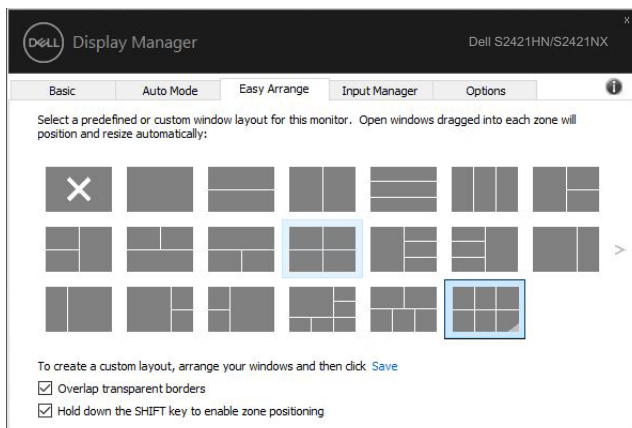 x
DELL Display Manager
Dell S2421HN/S2421NX
Basic
Auto Mode
Easy Arrange
Input Manager
Options
Select a predefined or custom window layout for this monitor. Open windows dragged into each zone will
position and resize automatically:
To create a custom layout, arrange your windows and then click Save
Overlap transparent borders
Hold down the SHIFT key to enable zone positioning